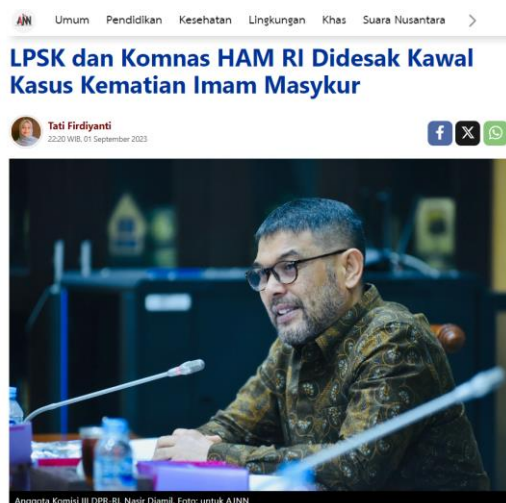 AJNN Umum Pendidikan Kesehatan Lingkungan Khas Suara Nusantara
LPSK dan Komnas HAM RI Didesak Kawal
Kasus Kematian Imam Masykur
Tati Firdiyanti
22:20 WIB, 01 September 2023
Anggota Komisi III DPR-RI, Nasir Djamil. Foto: untuk AJNN